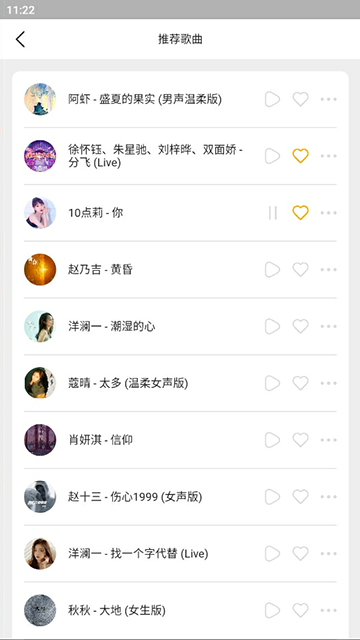 11:22
推荐歌曲
阿虾 - 盛夏的果实 (男声温柔版)
徐怀钰、朱星驰、刘梓晔、双面娇 -
分飞 (Live)
10点莉 - 你
赵乃吉 - 黄昏
洋澜一 - 潮湿的心
蔻晴 - 太多 (温柔女声版)
肖妍淇 - 信仰
赵十三 - 伤心1999 (女声版)
洋澜一 - 找一个字代替 (Live)
秋秋 - 大地 (女生版)